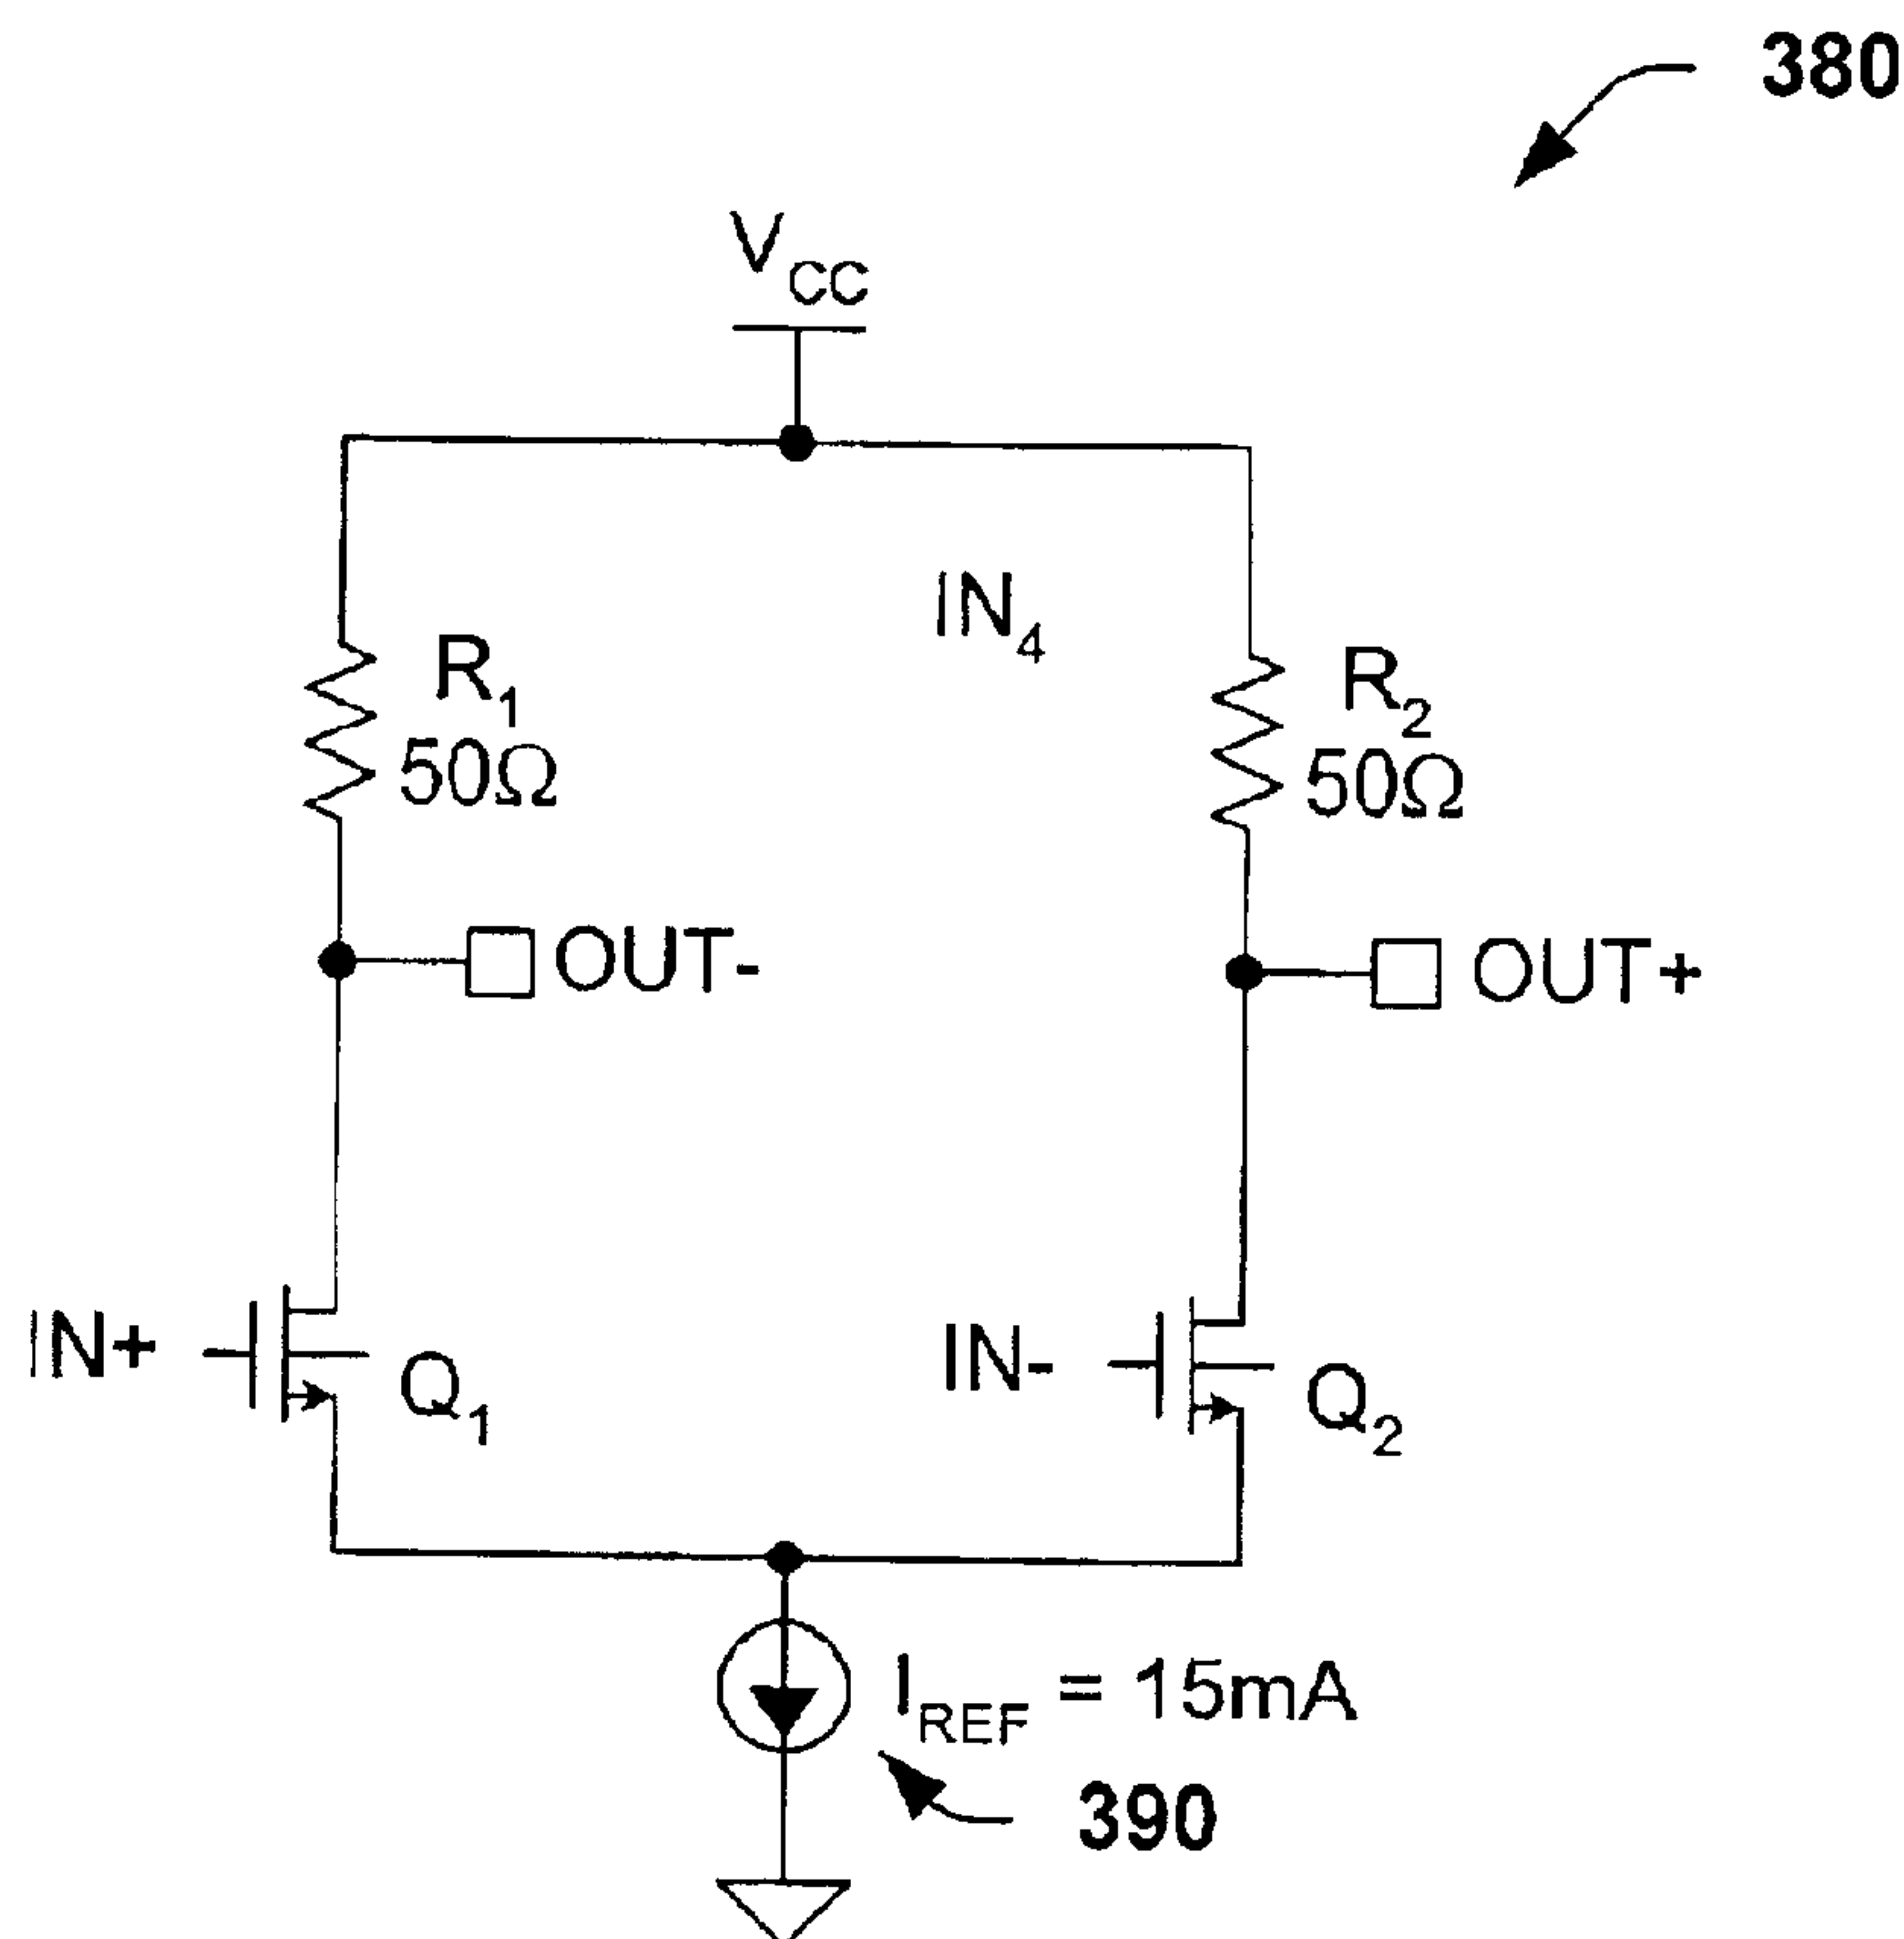 380
VCC
IN4
R1
50Ω
R2
50Ω
OUT-
OUT+
IN+
Q1
IN-
Q2
IREF = 15mA
390